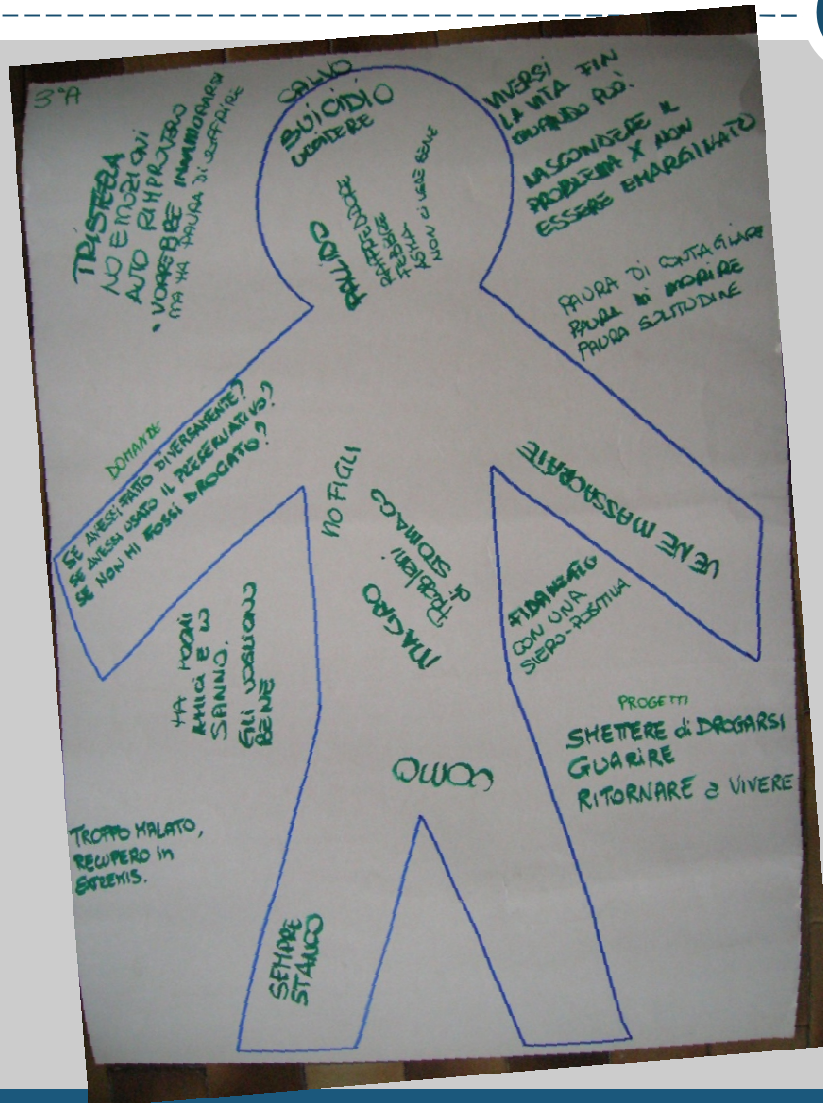 3°A
TRISTEZZA
NO EMOZIONI
AUTO RIMPROVERO
• VORREBBE INNAMORARSI
MA HA PAURA DI SOFFRIRE
CALVO
SUICIDIO
UCCIDERE
PALLIDO
RAFFREDDORE
FEBBRE
ASMA
NON CI VEDE BENE
VIVERSI
LA VITA FIN
QUANDO PUÒ.
NASCONDERE IL
PROBLEMA X NON
ESSERE EMARGINATO
PAURA DI CONTAGIARE
PAURA DI MORIRE
PAURA SOLITUDINE
DOMANDE
SE AVESSI FATTO DIVERSAMENTE?
SE AVESSI USATO IL PRESERVATIVO?
SE NON MI FOSSI DROGATO?
NO FIGLI
PROBLEMI
di STOMACO
MAGRO
VENE MASSACRATE
FIDANZATO
CON UNA
SIERO-POSITIVA
HA POCHI
AMICI E LO
SANNO.
GLI VOGLIONO
BENE
PROGETTI
SMETTERE di DROGARSI
GUARIRE
RITORNARE a VIVERE
UOMO
TROPPO MALATO,
RECUPERO in
EXTREMIS.
SEMPRE
STANCO